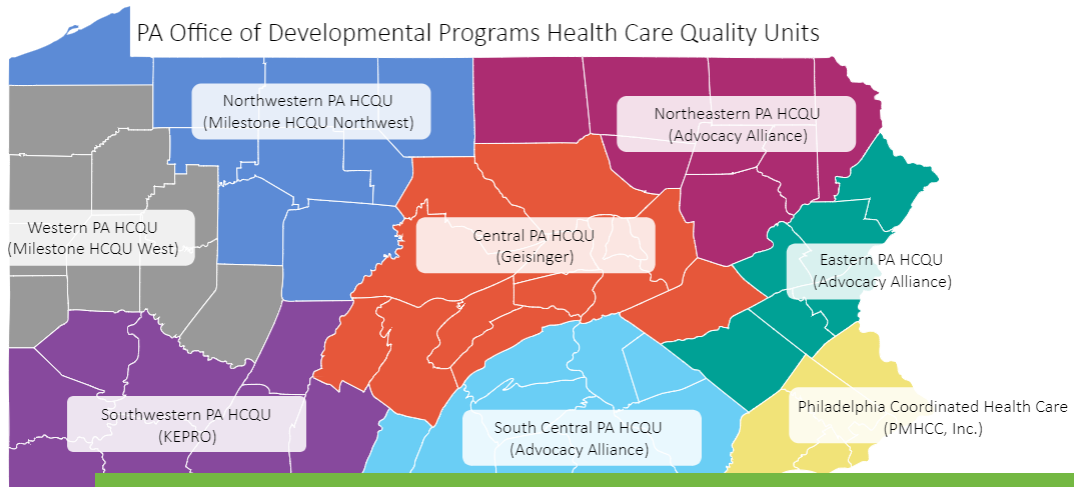 PA Office of Developmental Programs Health Care Quality Units
Northwestern PA HCQU
(Milestone HCQU Northwest)
Northeastern PA HCQU
(Advocacy Alliance)
Western PA HCQU
(Milestone HCQU West)
Central PA HCQU
(Geisinger)
Eastern PA HCQU
(Advocacy Alliance)
Southwestern PA HCQU
(KEPRO)
South Central PA HCQU
(Advocacy Alliance)
Philadelphia Coordinated Health Care
(PMHCC, Inc.)